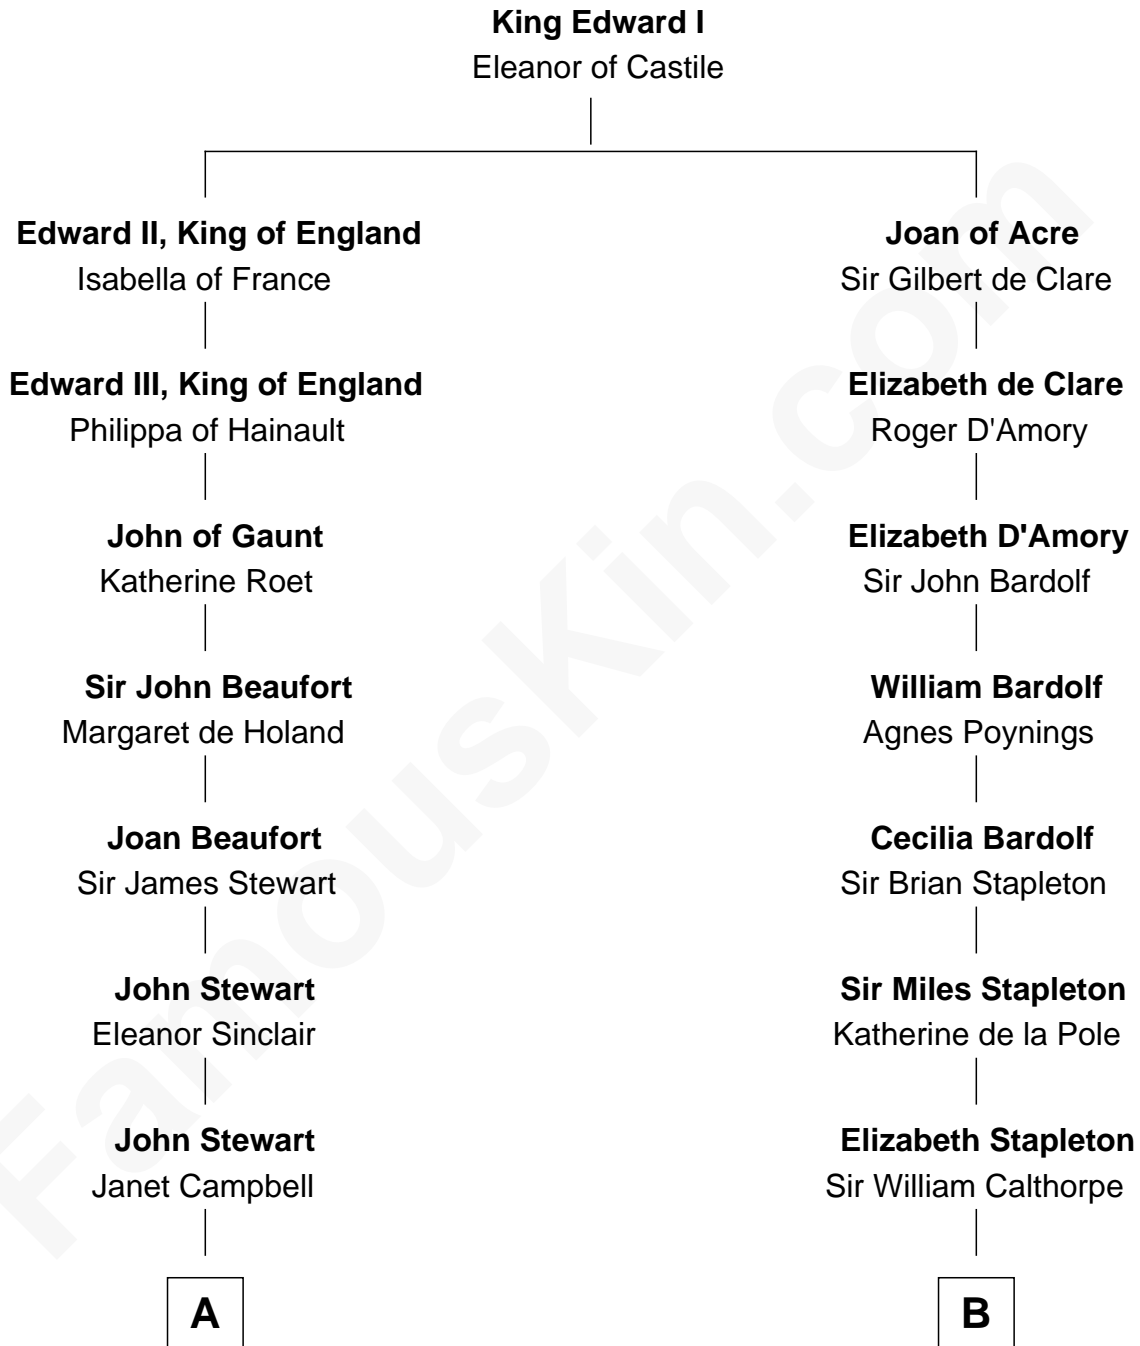 King Edward I
Eleanor of Castile
Edward II, King of England
Isabella of France
Joan of Acre
Sir Gilbert de Clare
Edward III, King of England
Philippa of Hainault
Elizabeth de Clare
Roger D'Amory
John of Gaunt
Katherine Roet
Elizabeth D'Amory
Sir John Bardolf
Sir John Beaufort
Margaret de Holand
William Bardolf
Agnes Poynings
Joan Beaufort
Sir James Stewart
Cecilia Bardolf
Sir Brian Stapleton
John Stewart
Eleanor Sinclair
Sir Miles Stapleton
Katherine de la Pole
John Stewart
Janet Campbell
Elizabeth Stapleton
Sir William Calthorpe
A
B
FamousKin.com